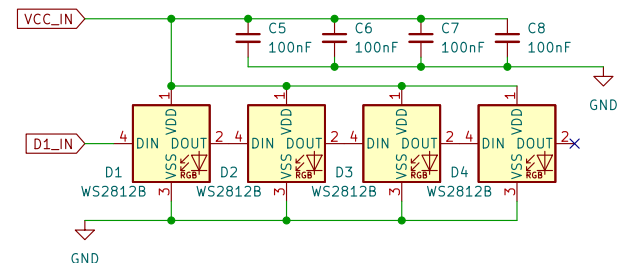 VCC_IN
C5 C6 C7 C8
100nF 100nF 100nF 100nF
GND
1 1 1 1
VDD VDD VDD VDD
D1_IN 4 DIN DOUT 2 4 DIN DOUT 2 4 DIN DOUT 2 4 DIN DOUT 2
VSS VSS VSS VSS
D1 RGB D2 RGB D3 RGB D4 RGB
WS2812B WS2812B WS2812B WS2812B
3 3 3 3
GND